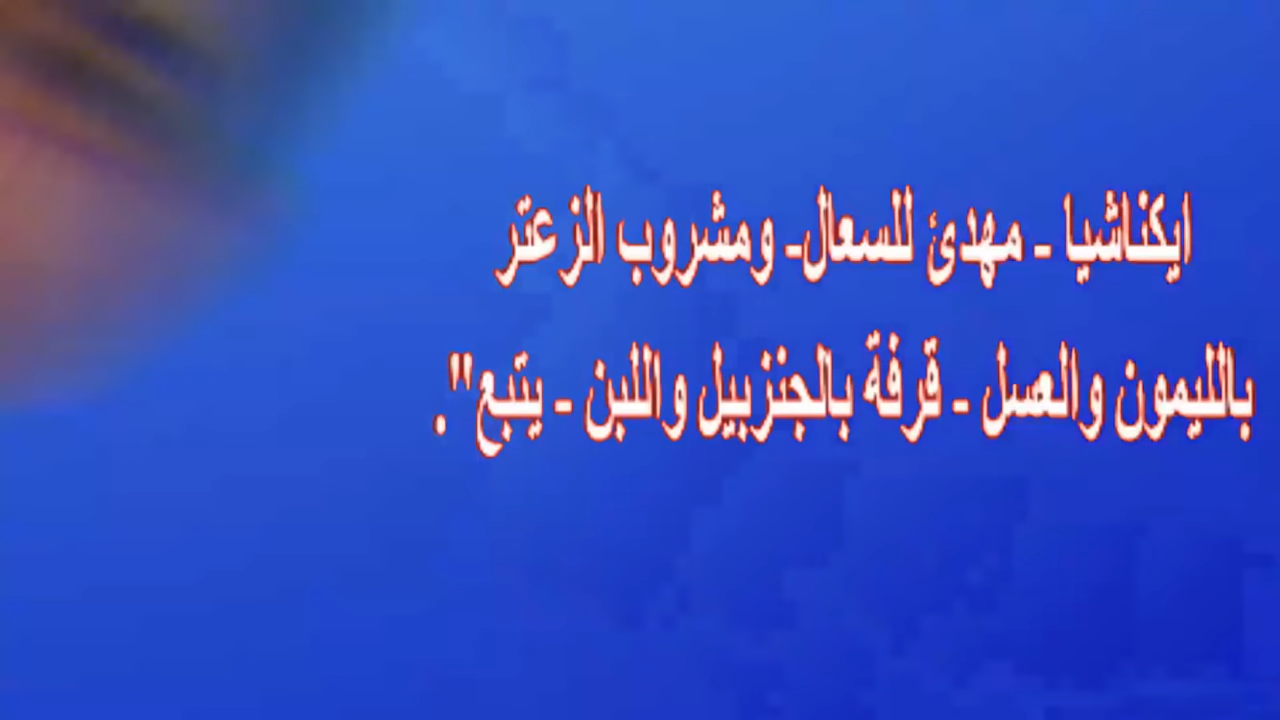 ايكناشيا - مهدئ للسعال- ومشروب الزعتر
بالليمون والعسل - قرفة بالجنزبيل واللبن - يتبع".